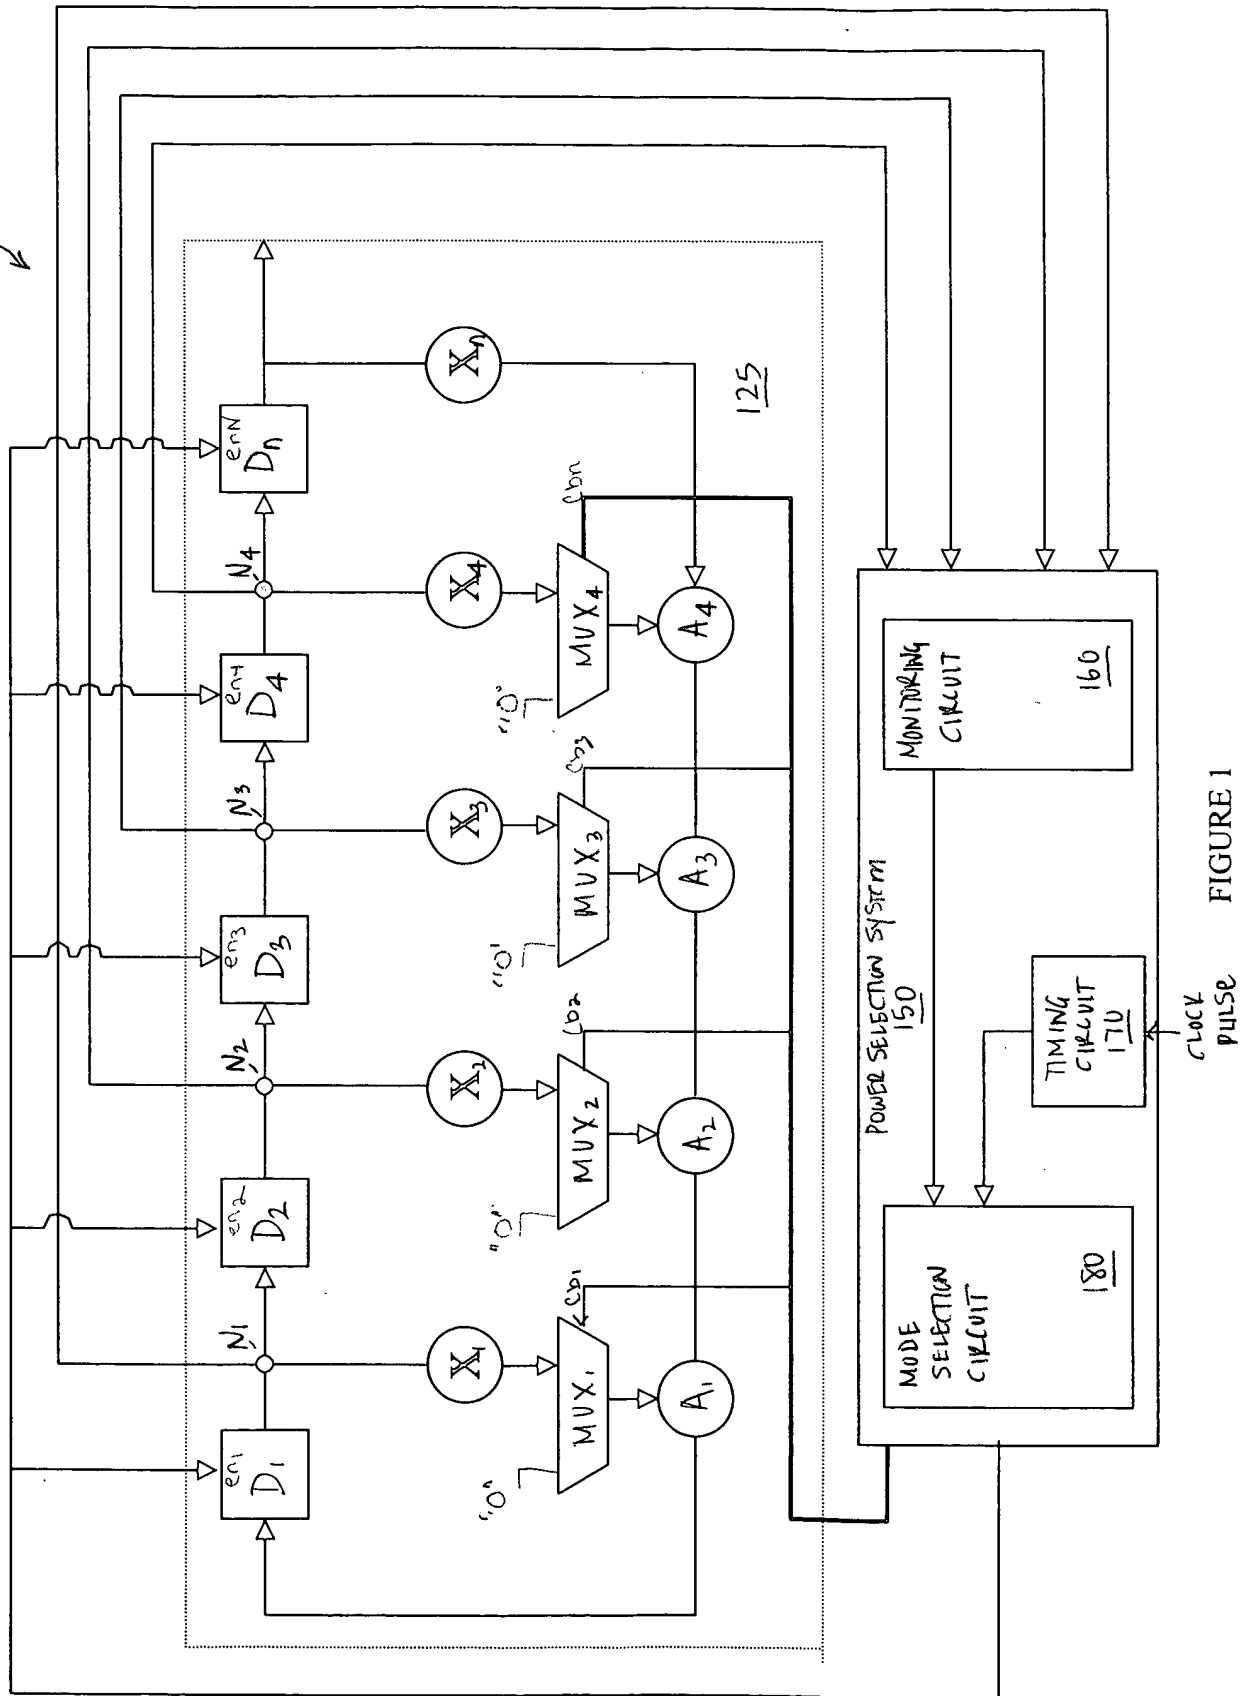 en1
D1
en2
D2
en3
D3
en4
D4
enN
Dn
N1
N2
N3
N4
X1
X2
X3
X4
Xn
"0"
MUX1
cb1
"0"
MUX2
cb2
"0"
MUX3
cb3
"0"
MUX4
cbn
A1
A2
A3
A4
125
POWER SELECTION SYSTEM
150
MODE
SELECTION
CIRCUIT
180
TIMING
CIRCUIT
170
MONITORING
CIRCUIT
160
CLOCK
PULSE
FIGURE 1